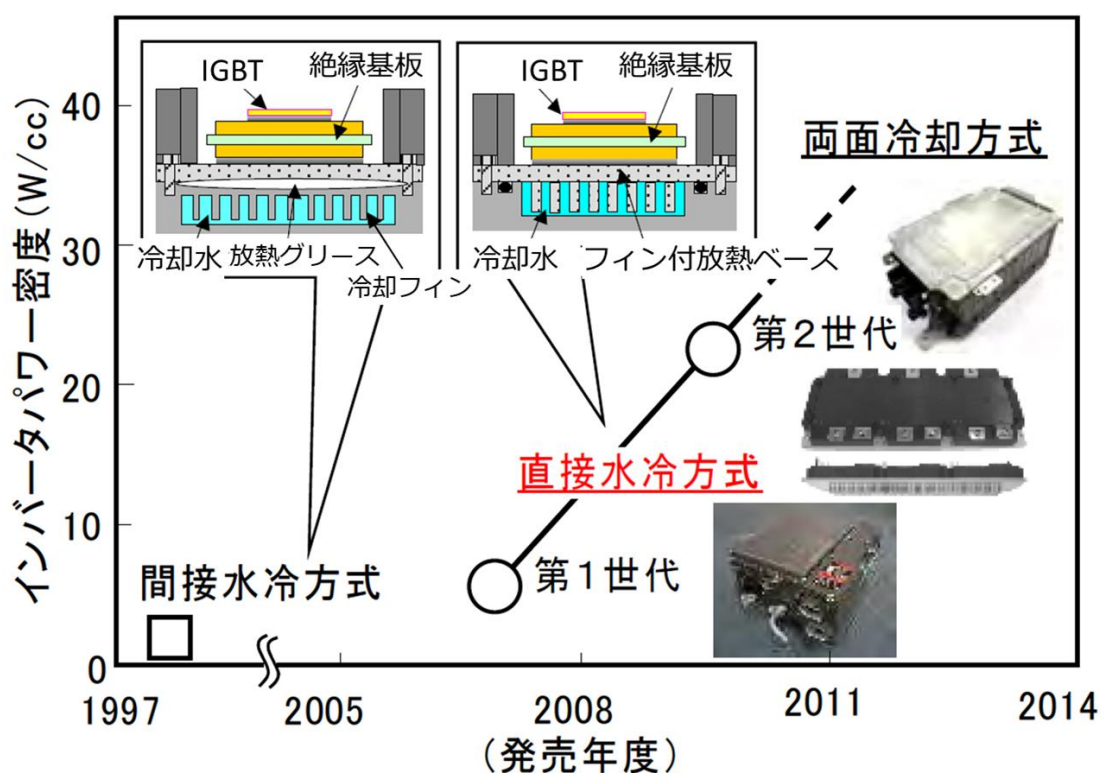 インバータパワー密度(W/cc)
40
30
20
10
0
IGBT
絶縁基板
冷却水
放熱グリース
冷却フィン
IGBT
絶縁基板
冷却水
フィン付放熱ベース
両面冷却方式
第2世代
直接水冷方式
第1世代
間接水冷方式
1997
2005
2008
2011
2014
(発売年度)